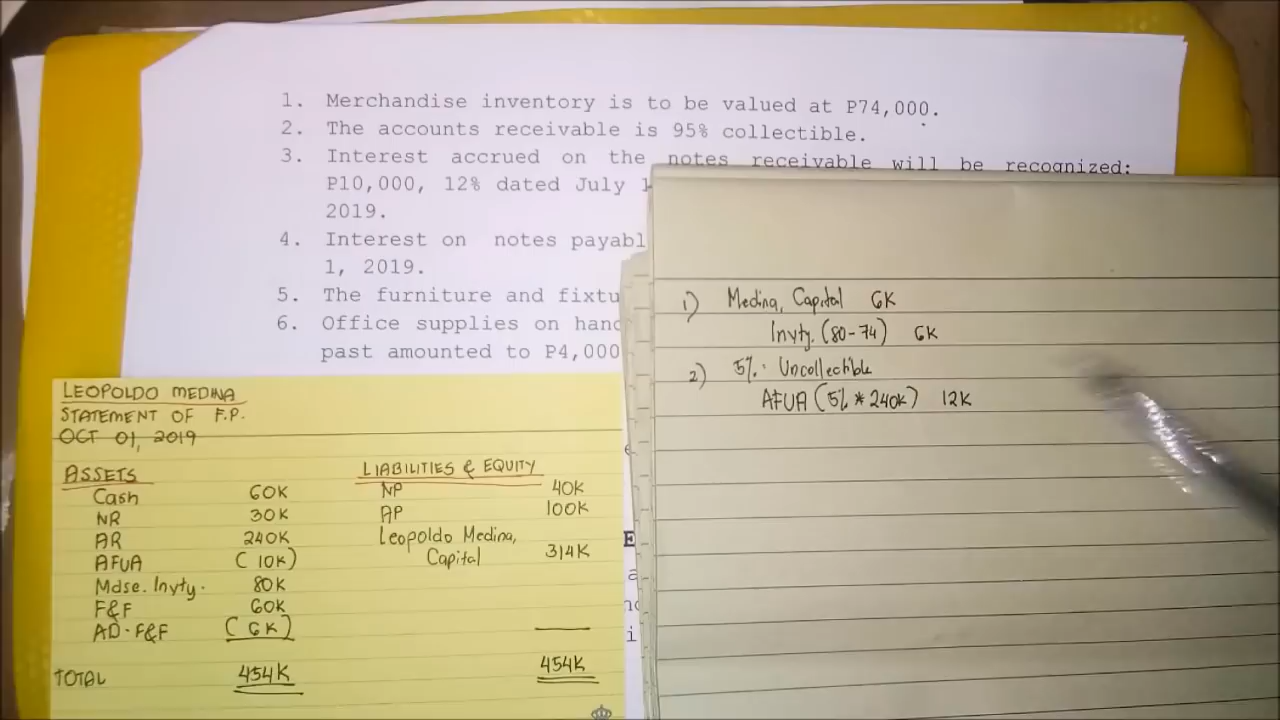 1. Merchandise inventory is to be valued at P74,000.
2. The accounts receivable is 95% collectible.
3. Interest accrued on the notes receivable will be recognized:
P10,000, 12% dated July 1
2019.
4. Interest on notes payabl
1, 2019.
5. The furniture and fixtu
6. Office supplies on hand
past amounted to P4,000
1) Medina, Capital 6K
Invty. (80-74) 6K
2) 5% Uncollectible
AFUA (5% * 240K) 12K
LEOPOLDO MEDINA
STATEMENT OF F.P.
OCT 01, 2019
ASSETS LIABILITIES & EQUITY
Cash 60K NP 40K
NR 30K AP 100K
AR 240K Leopoldo Medina,
AFUA (10K) Capital 314K
Mdse. Invty. 80K
F&F 60K
AD-F&F (6K)
TOTAL 454K 454K